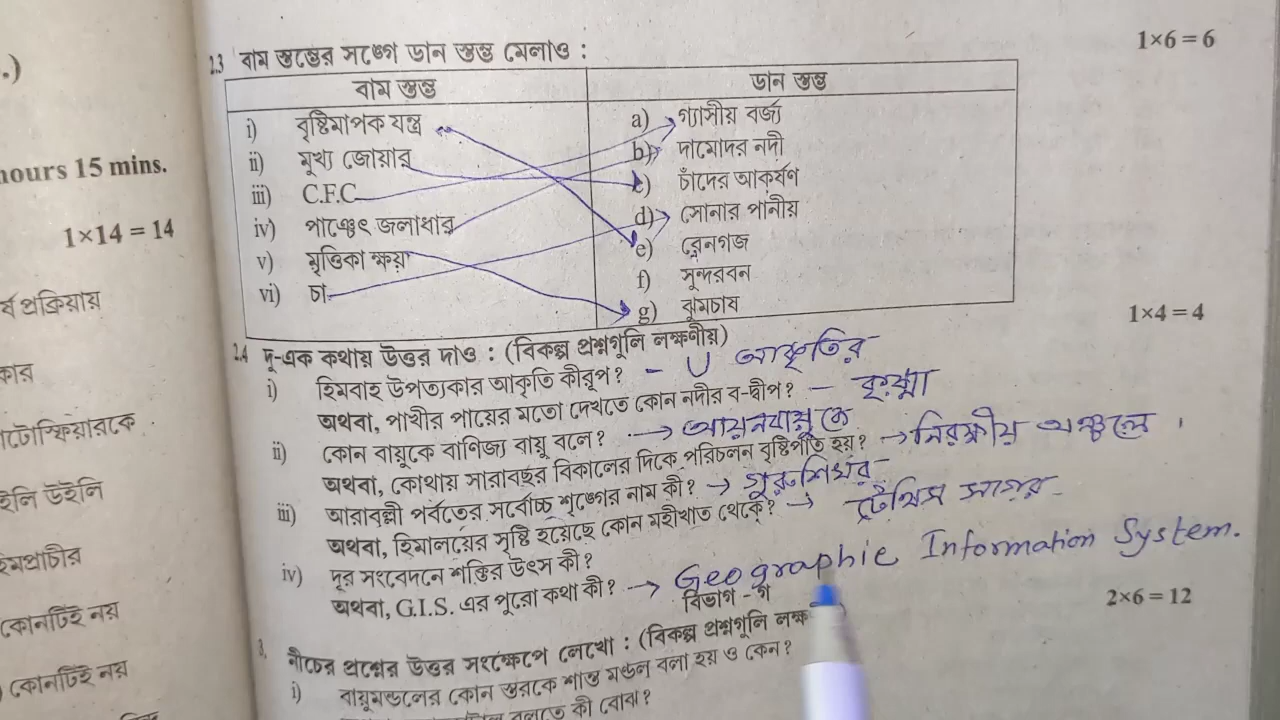 .)
hours 15 mins.
1×14 = 14
র্য প্রক্রিয়ায়
কার
টোস্ফিয়ারকে
ইলি উইলি
হিমপ্রাচীর
কোনটিই নয়
কোনটিই নয়
2.3 বাম স্তম্ভের সঙ্গে ডান স্তম্ভ মেলাও : 1×6 = 6
বাম স্তম্ভ ডান স্তম্ভ
i) বৃষ্টিমাপক যন্ত্র a) গ্যাসীয় বর্জ্য
ii) মুখ্য জোয়ার b) দামোদর নদী
iii) C.F.C c) চাঁদের আকর্ষণ
iv) পাঞ্চেৎ জলাধার d) সোনার পানীয়
v) মৃত্তিকা ক্ষয় e) রেনগজ
vi) চা f) সুন্দরবন
g) ঝুমচাষ
2.4 দু-এক কথায় উত্তর দাও : (বিকল্প প্রশ্নগুলি লক্ষণীয়) 1×4 = 4
i) হিমবাহ উপত্যকার আকৃতি কীরূপ? - U আকৃতির
অথবা, পাখীর পায়ের মতো দেখতে কোন নদীর ব-দ্বীপ? - কৃষ্ণা
ii) কোন বায়ুকে বাণিজ্য বায়ু বলে? → আয়নবায়ু কে
অথবা, কোথায় সারাবছর বিকালের দিকে পরিচলন বৃষ্টিপাত হয়? → নিরক্ষীয় অঞ্চলে ।
iii) আরাবল্লী পর্বতের সর্বোচ্চ শৃঙ্গের নাম কী? → গুরুশিখর
অথবা, হিমালয়ের সৃষ্টি হয়েছে কোন মহীখাত থেকে? → টেথিস সাগর
iv) দূর সংবেদনে শক্তির উৎস কী?
অথবা, G.I.S. এর পুরো কথা কী? → Geographic Information System.
বিভাগ - গ
3. নীচের প্রশ্নের উত্তর সংক্ষেপে লেখো : (বিকল্প প্রশ্নগুলি লক্ষ 2×6 = 12
i) বায়ুমন্ডলের কোন স্তরকে শান্ত মন্ডল বলা হয় ও কেন?
বলতে কী বোঝ?